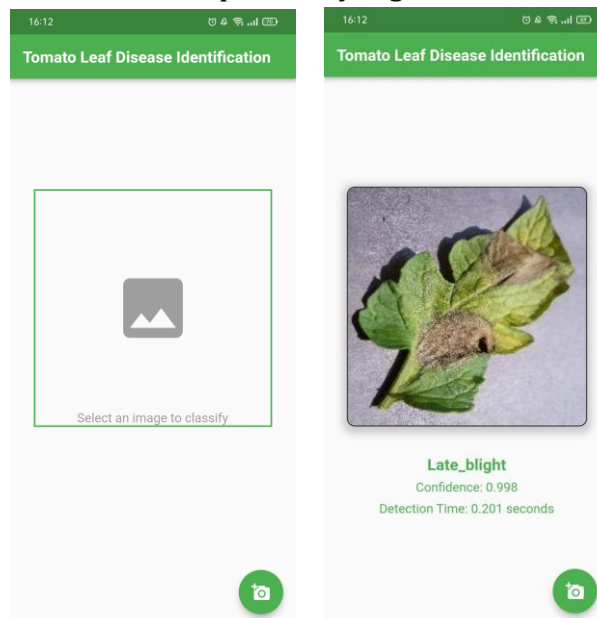 16:12
Tomato Leaf Disease Identification
Select an image to classify
16:12
Tomato Leaf Disease Identification
Late_blight
Confidence: 0.998
Detection Time: 0.201 seconds